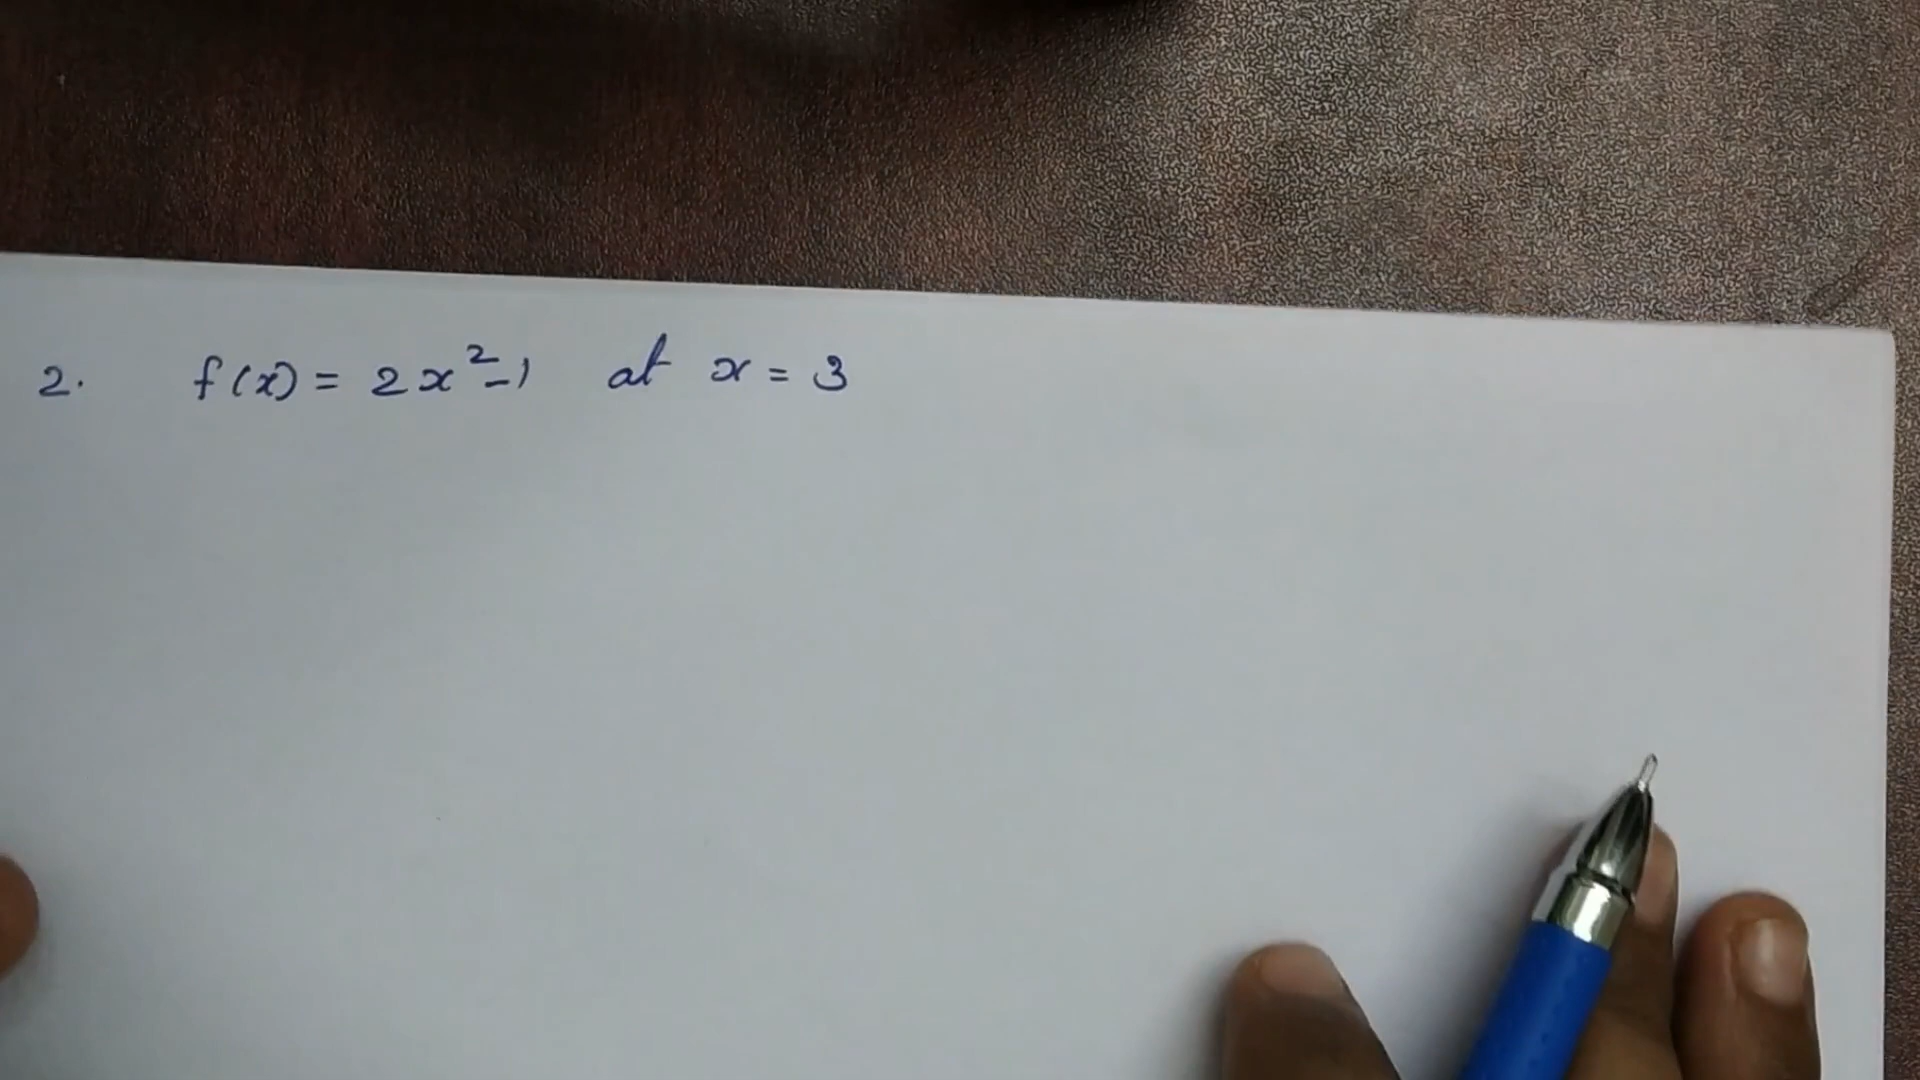 2. f(x) = 2x²-1 at x = 3